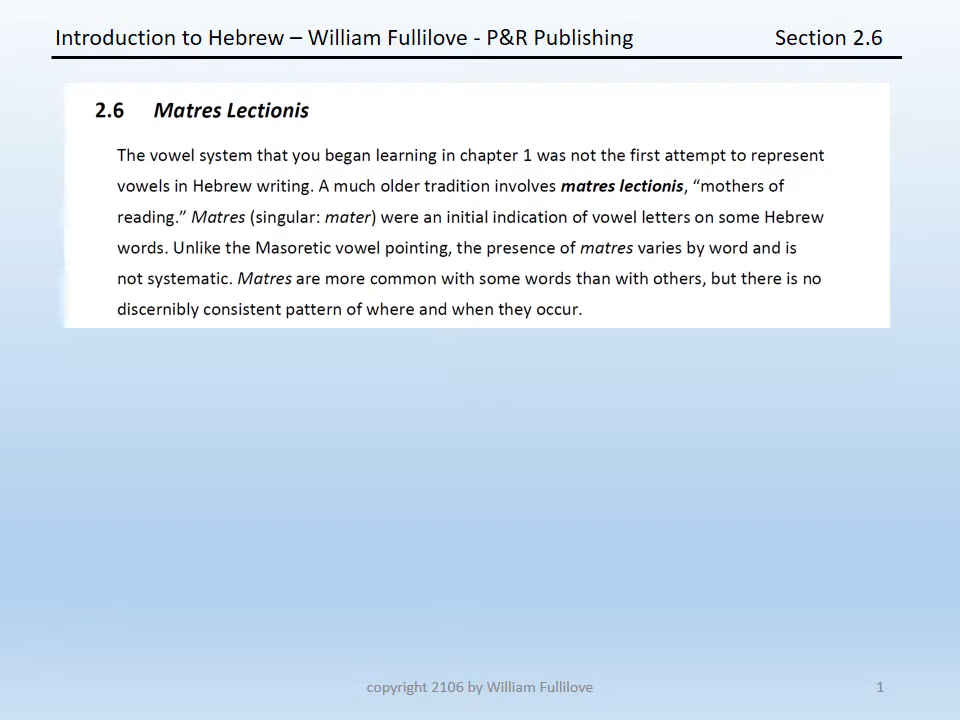 Introduction to Hebrew – William Fullilove - P&R Publishing Section 2.6
2.6 Matres Lectionis
The vowel system that you began learning in chapter 1 was not the first attempt to represent
vowels in Hebrew writing. A much older tradition involves matres lectionis, “mothers of
reading.” Matres (singular: mater) were an initial indication of vowel letters on some Hebrew
words. Unlike the Masoretic vowel pointing, the presence of matres varies by word and is
not systematic. Matres are more common with some words than with others, but there is no
discernibly consistent pattern of where and when they occur.
copyright 2106 by William Fullilove 1